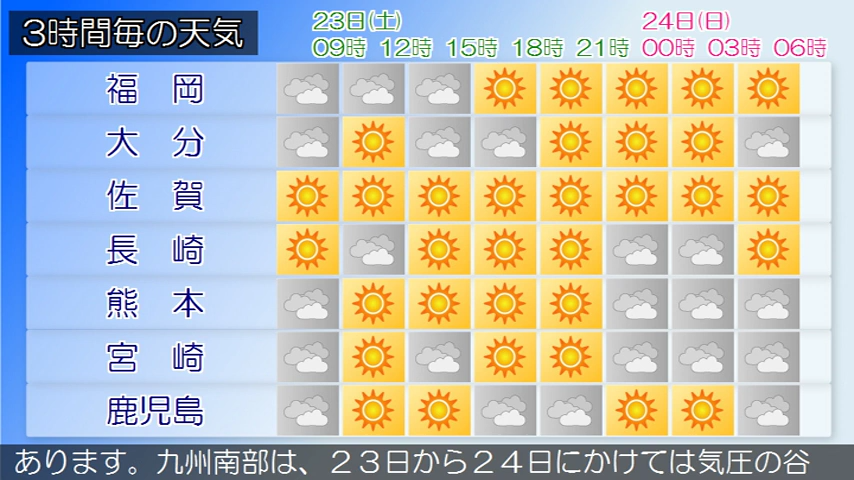 3時間毎の天気
23日(土) 24日(日)
09時 12時 15時 18時 21時 00時 03時 06時
福岡
大分
佐賀
長崎
熊本
宮崎
鹿児島
あります。九州南部は、２３日から２４日にかけては気圧の谷